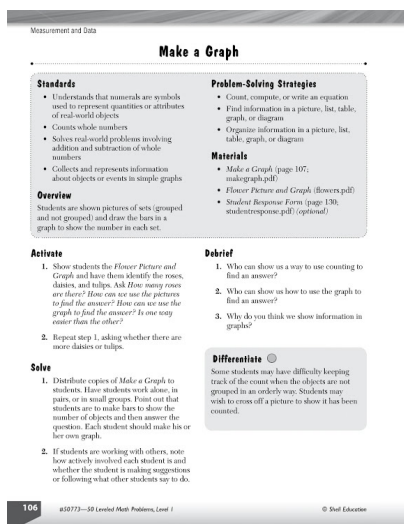 Measurement and Data
Make a Graph
Standards
• Understands that numerals are symbols
used to represent quantities or attributes
of real-world objects
• Counts whole numbers
• Solves real-world problems involving
addition and subtraction of whole
numbers
• Collects and represents information
about objects or events in simple graphs
Overview
Students are shown pictures of sets (grouped
and not grouped) and draw the bars in a
graph to show the number in each set.
Problem-Solving Strategies
• Count, compute, or write an equation
• Find information in a picture, list, table,
graph, or diagram
• Organize information in a picture, list,
table, graph, or diagram
Materials
• Make a Graph (page 107;
makegraph.pdf)
• Flower Picture and Graph (flowers.pdf)
• Student Response Form (page 130;
studentresponse.pdf) (optional)
Activate
1. Show students the Flower Picture and
Graph and have them identify the roses,
daisies, and tulips. Ask How many roses
are there? How can we use the pictures
to find the answer? How can we use the
graph to find the answer? Is one way
easier than the other?
2. Repeat step 1, asking whether there are
more daisies or tulips.
Solve
1. Distribute copies of Make a Graph to
students. Have students work alone, in
pairs, or in small groups. Point out that
students are to make bars to show the
number of objects and then answer the
question. Each student should make his or
her own graph.
2. If students are working with others, note
how actively involved each student is and
whether the student is making suggestions
or following what other students say to do.
Debrief
1. Who can show us a way to use counting to
find an answer?
2. Who can show us how to use the graph to
find an answer?
3. Why do you think we show information in
graphs?
Differentiate
Some students may have difficulty keeping
track of the count when the objects are not
grouped in an orderly way. Students may
wish to cross off a picture to show it has been
counted.
106 #50773—50 Leveled Math Problems, Level 1 © Shell Education